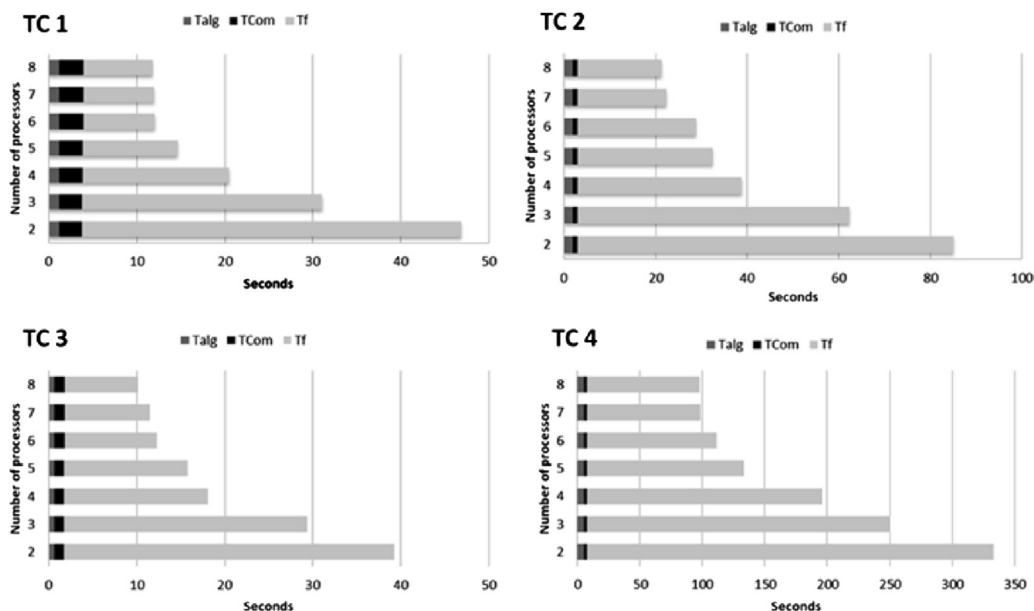 TC 1
Talg TCom Tf
Number of processors
8
7
6
5
4
3
2
0 10 20 30 40 50
Seconds
TC 2
Talg TCom Tf
Number of processors
8
7
6
5
4
3
2
0 20 40 60 80 100
Seconds
TC 3
Talg TCom Tf
Number of processors
8
7
6
5
4
3
2
0 10 20 30 40 50
Seconds
TC 4
Talg TCom Tf
Number of processors
8
7
6
5
4
3
2
0 50 100 150 200 250 300 350
Seconds